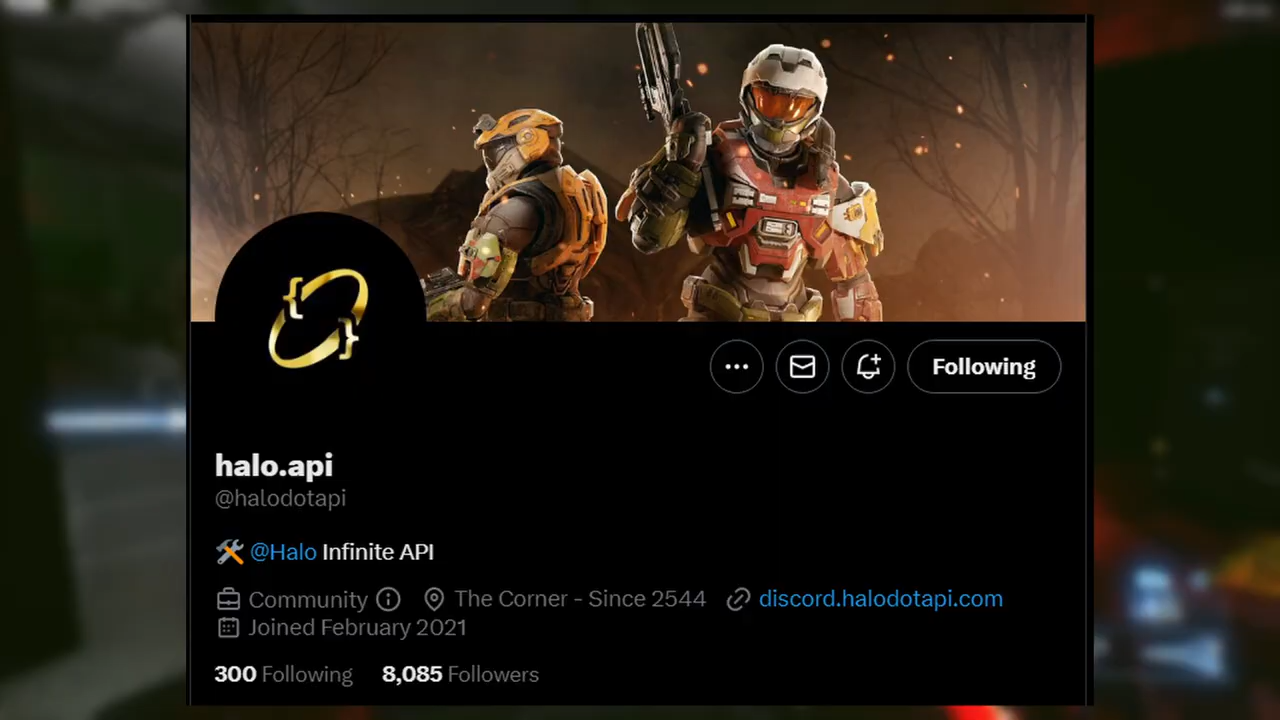 Following
halo.api
@halodotapi
🛠 @Halo Infinite API
Community The Corner - Since 2544 discord.halodotapi.com
Joined February 2021
300 Following 8,085 Followers